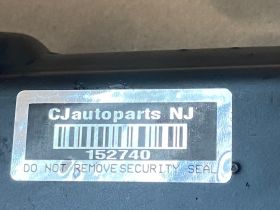 CJautoparts NJ
152740
DO NOT REMOVE SECURITY SEAL